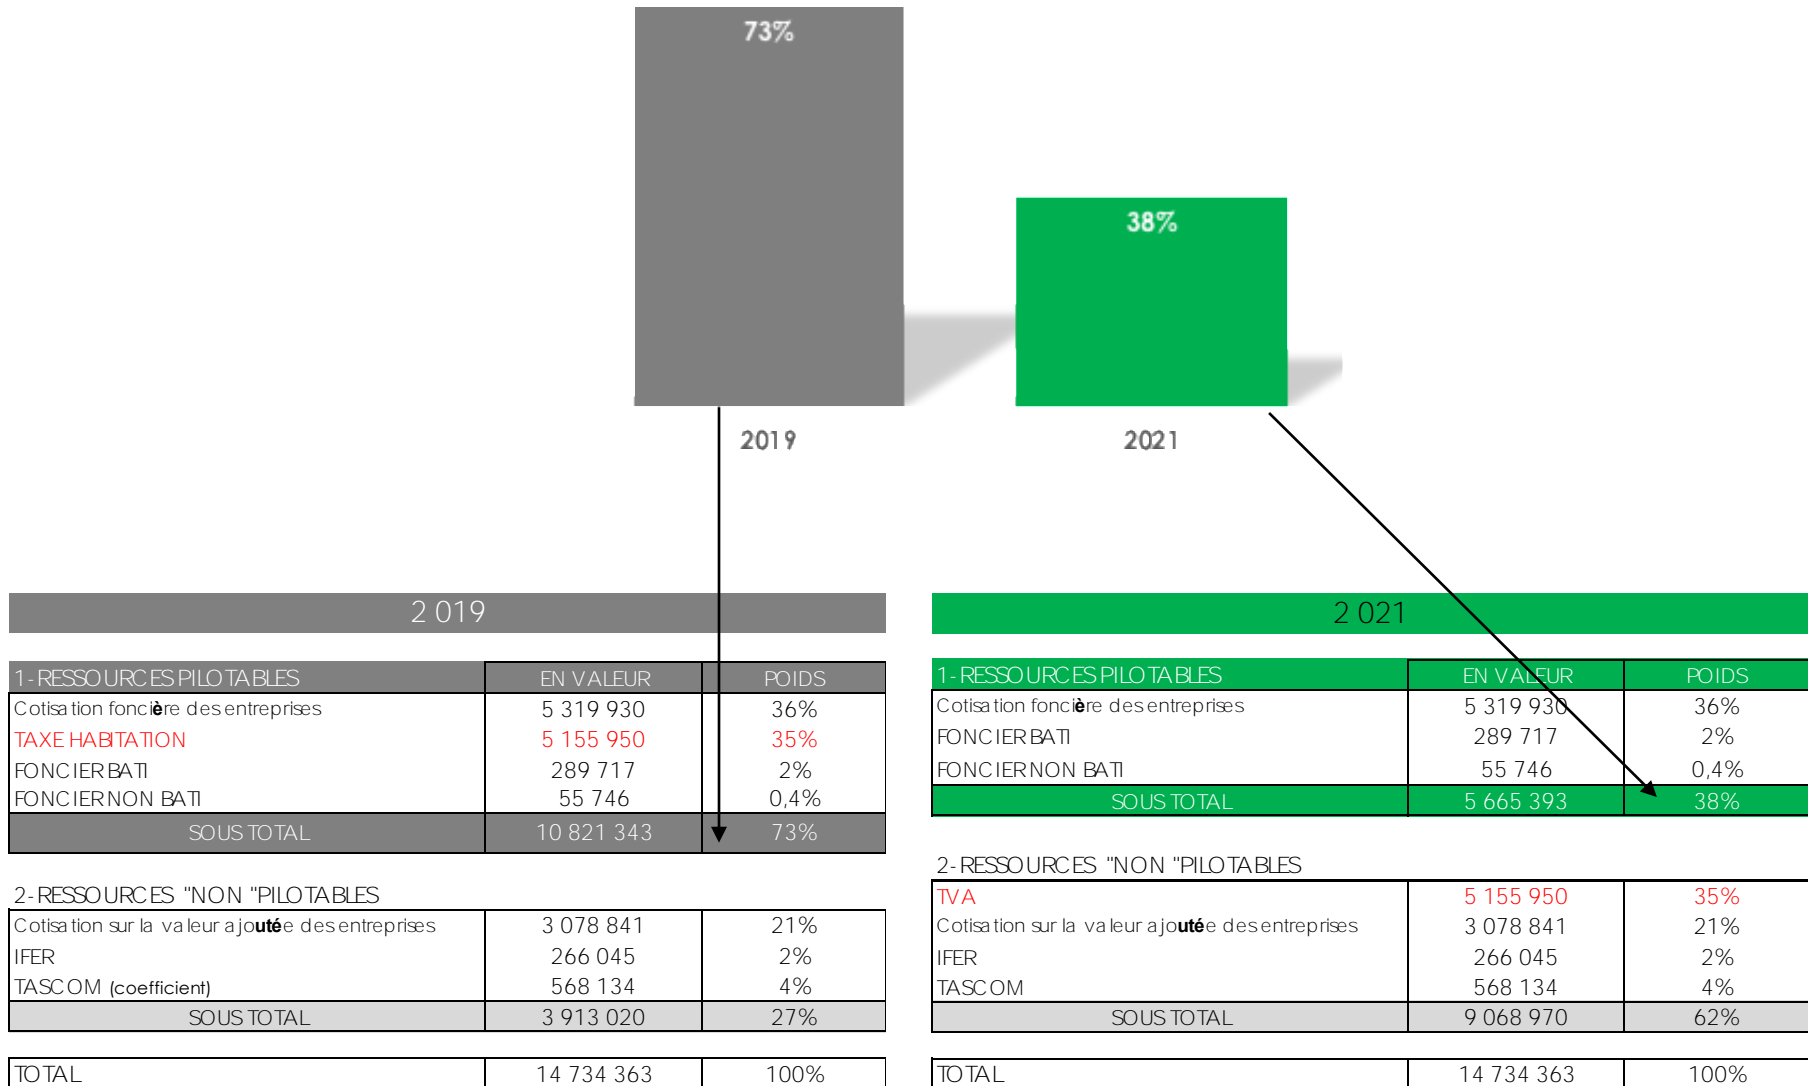 73%
38%
2019
2021
2 019
1- RESSOURCES PILOTABLES EN VALEUR POIDS
Cotisation foncière des entreprises 5 319 930 36%
TAXE HABITATION 5 155 950 35%
FONCIER BATI 289 717 2%
FONCIER NON BATI 55 746 0,4%
SOUS TOTAL 10 821 343 73%
2- RESSOURCES "NON "PILOTABLES
Cotisation sur la valeur ajoutée des entreprises 3 078 841 21%
IFER 266 045 2%
TASCOM (coefficient) 568 134 4%
SOUS TOTAL 3 913 020 27%
TOTAL 14 734 363 100%
2 021
1- RESSOURCES PILOTABLES EN VALEUR POIDS
Cotisation foncière des entreprises 5 319 930 36%
FONCIER BATI 289 717 2%
FONCIER NON BATI 55 746 0,4%
SOUS TOTAL 5 665 393 38%
2- RESSOURCES "NON "PILOTABLES
TVA 5 155 950 35%
Cotisation sur la valeur ajoutée des entreprises 3 078 841 21%
IFER 266 045 2%
TASCOM 568 134 4%
SOUS TOTAL 9 068 970 62%
TOTAL 14 734 363 100%